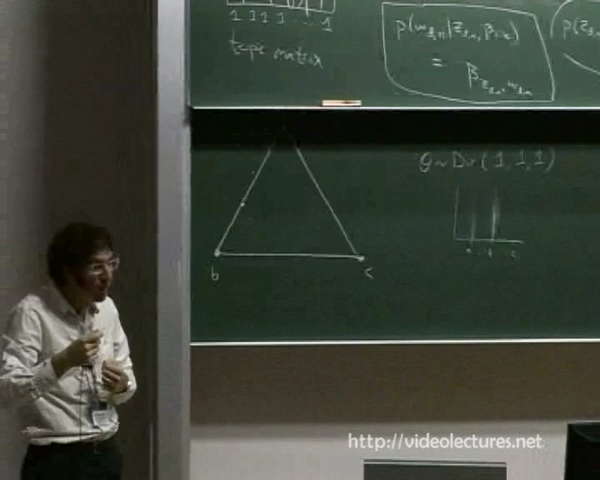 1 1 1 1 ... 1
topic matrix
p(w_{d,n} | z_{d,n}, β_{1:K})
= β_{z_{d,n}, w_{d,n}}
θ ~ Dir(1,1,1)
b
c
http://videolectures.net